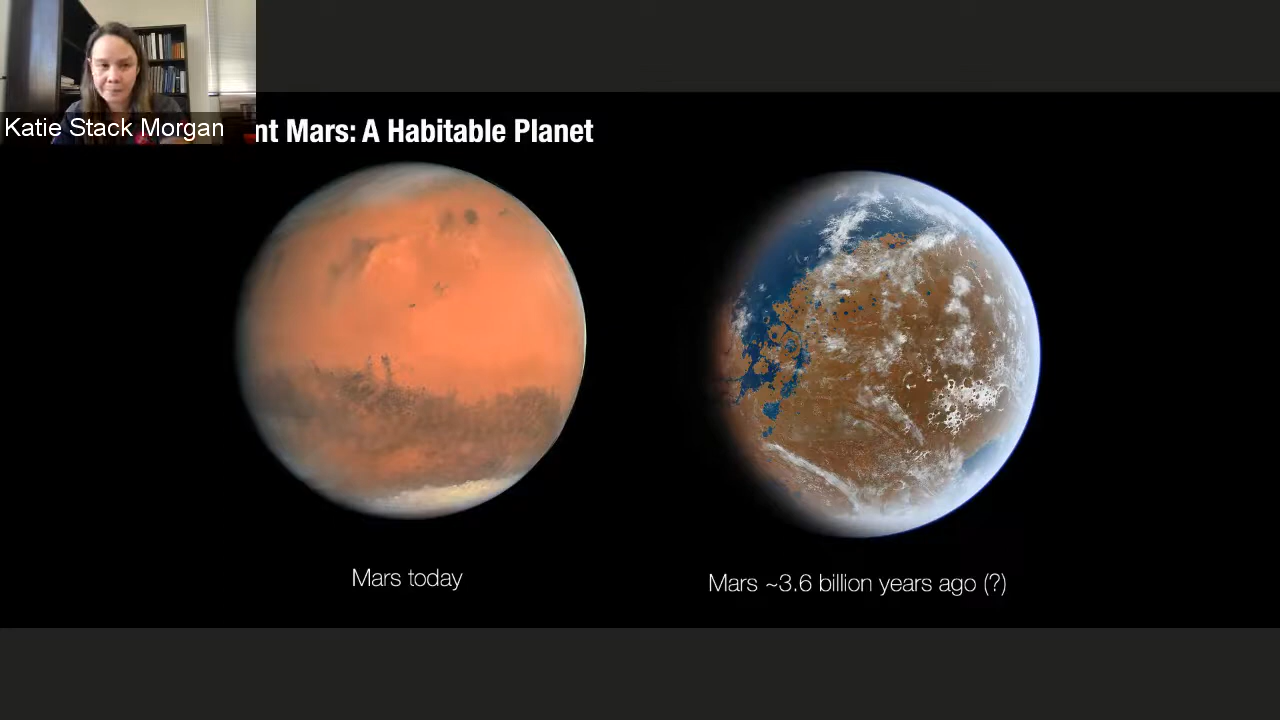 Katie Stack Morgan
nt Mars: A Habitable Planet
Mars today
Mars ~3.6 billion years ago (?)